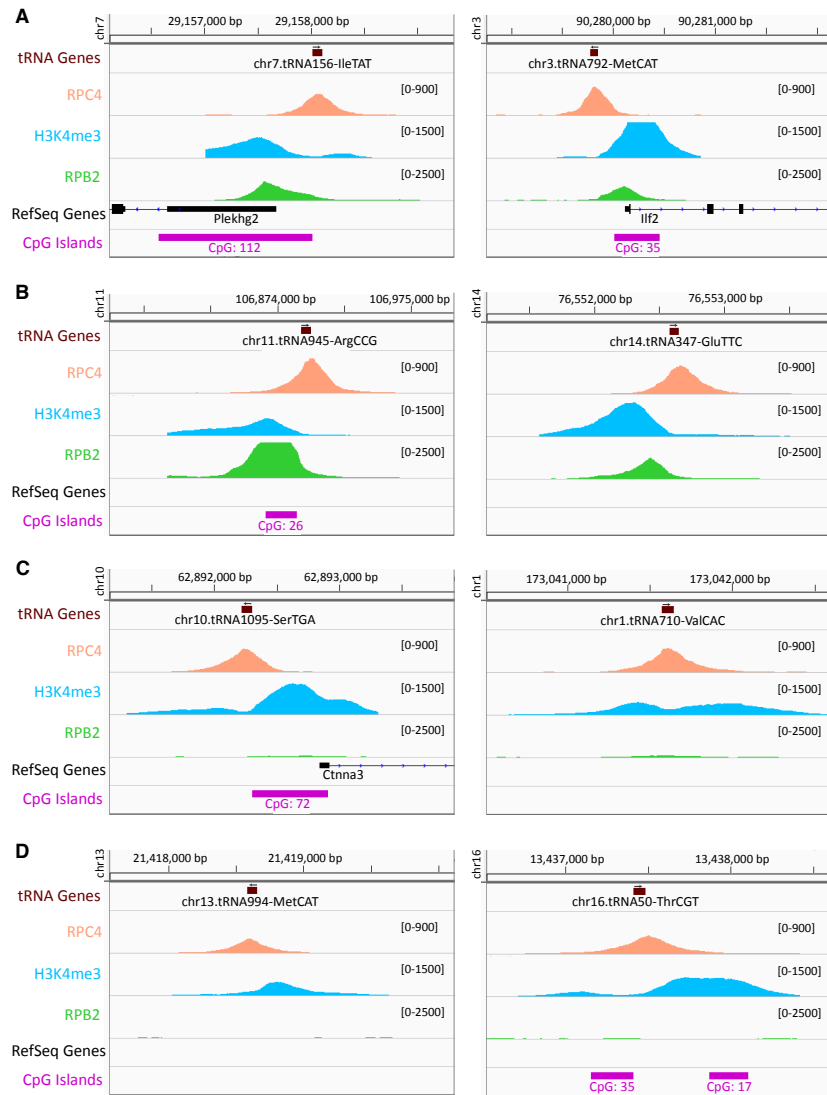 A
chr7
29,157,000 bp 29,158,000 bp
tRNA Genes
chr7.tRNA156-IleTAT
RPC4 [0-900]
H3K4me3 [0-1500]
RPB2 [0-2500]
RefSeq Genes
Plekhg2
CpG Islands
CpG: 112
chr3
90,280,000 bp 90,281,000 bp
chr3.tRNA792-MetCAT
[0-900]
[0-1500]
[0-2500]
Ilf2
CpG: 35
B
chr11
106,874,000 bp 106,975,000 bp
tRNA Genes
chr11.tRNA945-ArgCCG
RPC4 [0-900]
H3K4me3 [0-1500]
RPB2 [0-2500]
RefSeq Genes
CpG Islands
CpG: 26
chr14
76,552,000 bp 76,553,000 bp
chr14.tRNA347-GluTTC
[0-900]
[0-1500]
[0-2500]
C
chr10
62,892,000 bp 62,893,000 bp
tRNA Genes
chr10.tRNA1095-SerTGA
RPC4 [0-900]
H3K4me3 [0-1500]
RPB2 [0-2500]
RefSeq Genes
Ctnna3
CpG Islands
CpG: 72
chr1
173,041,000 bp 173,042,000 bp
chr1.tRNA710-ValCAC
[0-900]
[0-1500]
[0-2500]
D
chr13
21,418,000 bp 21,419,000 bp
tRNA Genes
chr13.tRNA994-MetCAT
RPC4 [0-900]
H3K4me3 [0-1500]
RPB2 [0-2500]
RefSeq Genes
CpG Islands
chr16
13,437,000 bp 13,438,000 bp
chr16.tRNA50-ThrCGT
[0-900]
[0-1500]
[0-2500]
CpG: 35 CpG: 17